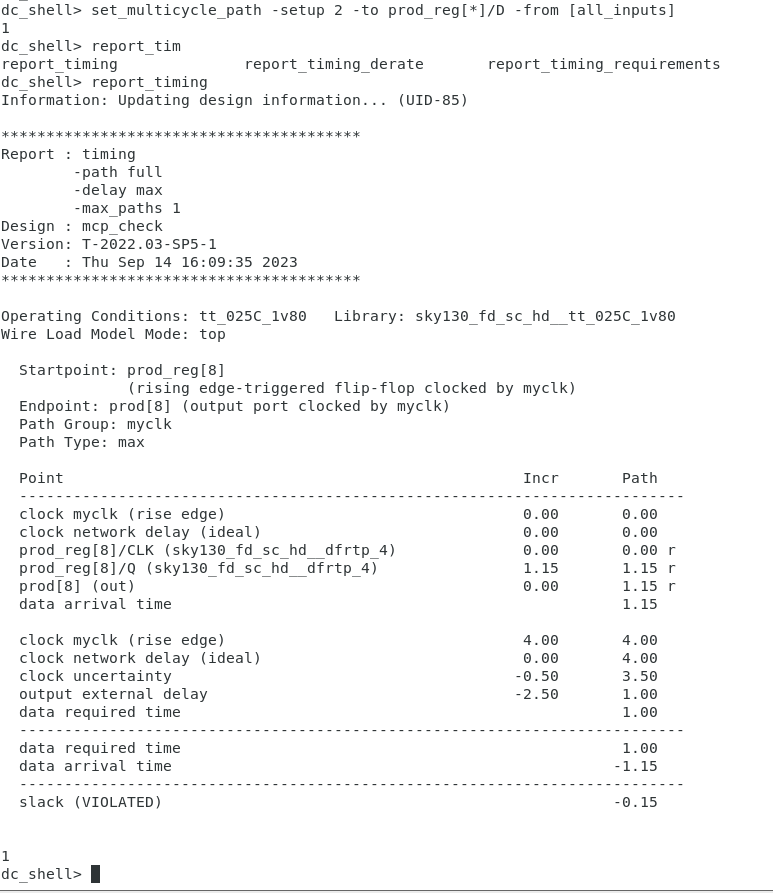 dc_shell> set_multicycle_path -setup 2 -to prod_reg[*]/D -from [all_inputs]
1
dc_shell> report_tim
report_timing              report_timing_derate       report_timing_requirements
dc_shell> report_timing
Information: Updating design information... (UID-85)

****************************************
Report : timing
        -path full
        -delay max
        -max_paths 1
Design : mcp_check
Version: T-2022.03-SP5-1
Date   : Thu Sep 14 16:09:35 2023
****************************************

Operating Conditions: tt_025C_1v80   Library: sky130_fd_sc_hd__tt_025C_1v80
Wire Load Model Mode: top

  Startpoint: prod_reg[8]
              (rising edge-triggered flip-flop clocked by myclk)
  Endpoint: prod[8] (output port clocked by myclk)
  Path Group: myclk
  Path Type: max

  Point                                                   Incr       Path
  --------------------------------------------------------------------------
  clock myclk (rise edge)                                 0.00       0.00
  clock network delay (ideal)                             0.00       0.00
  prod_reg[8]/CLK (sky130_fd_sc_hd__dfrtp_4)              0.00       0.00 r
  prod_reg[8]/Q (sky130_fd_sc_hd__dfrtp_4)                1.15       1.15 r
  prod[8] (out)                                           0.00       1.15 r
  data arrival time                                                  1.15

  clock myclk (rise edge)                                 4.00       4.00
  clock network delay (ideal)                             0.00       4.00
  clock uncertainty                                      -0.50       3.50
  output external delay                                  -2.50       1.00
  data required time                                                 1.00
  --------------------------------------------------------------------------
  data required time                                                 1.00
  data arrival time                                                 -1.15
  --------------------------------------------------------------------------
  slack (VIOLATED)                                                  -0.15


1
dc_shell>